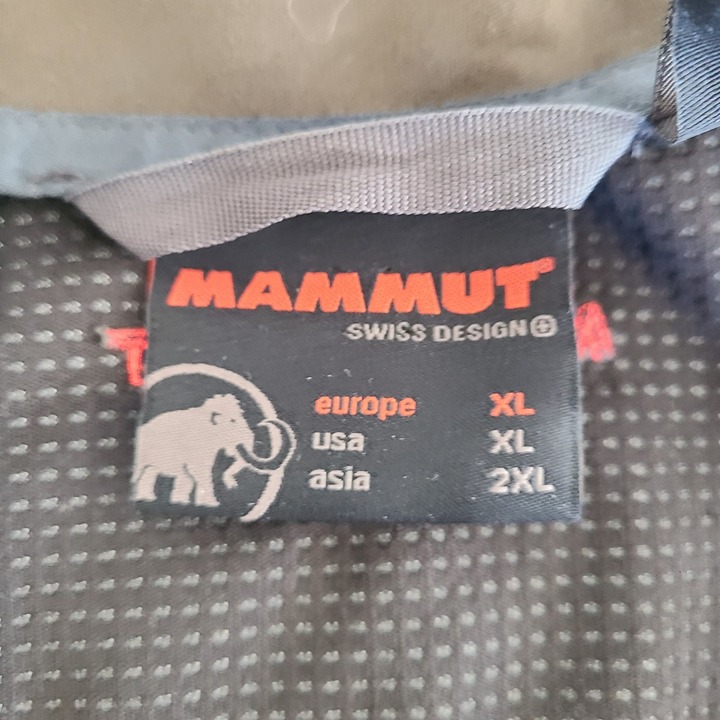 MAMMUT®
SWISS DESIGN
europe XL
usa XL
asia 2XL